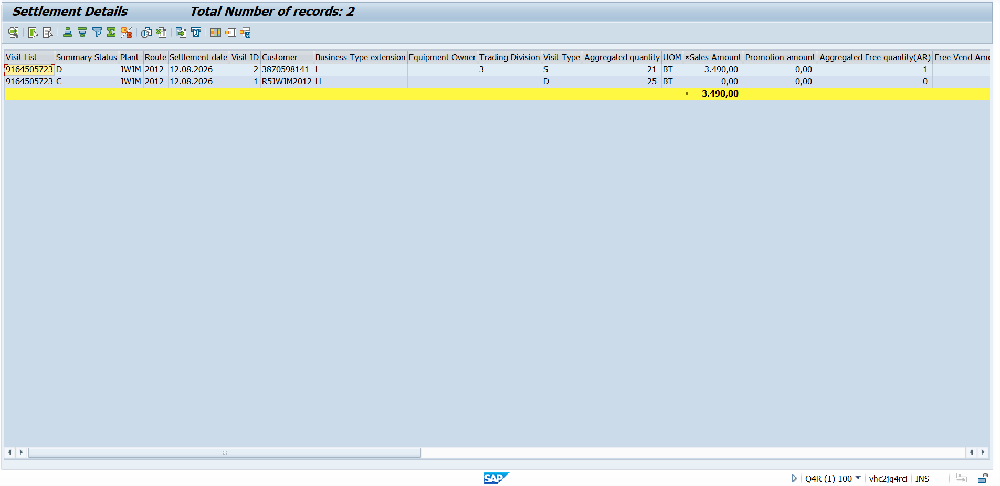 Settlement Details Total Number of records: 2
Visit List Summary Status Plant Route Settlement date Visit ID Customer Business Type extension Equipment Owner Trading Division Visit Type Aggregated quantity UOM ΣSales Amount Promotion amount Aggregated Free quantity(AR) Free Vend Amo
9164505723 D JWJM 2012 12.08.2026 2 3870598141 L 3 S 21 BT 3.490,00 0,00 1
9164505723 C JWJM 2012 12.08.2026 1 R5JWJM2012 H D 25 BT 0,00 0,00 0
3.490,00
SAP Q4R (1) 100 vhc2jq4rci INS